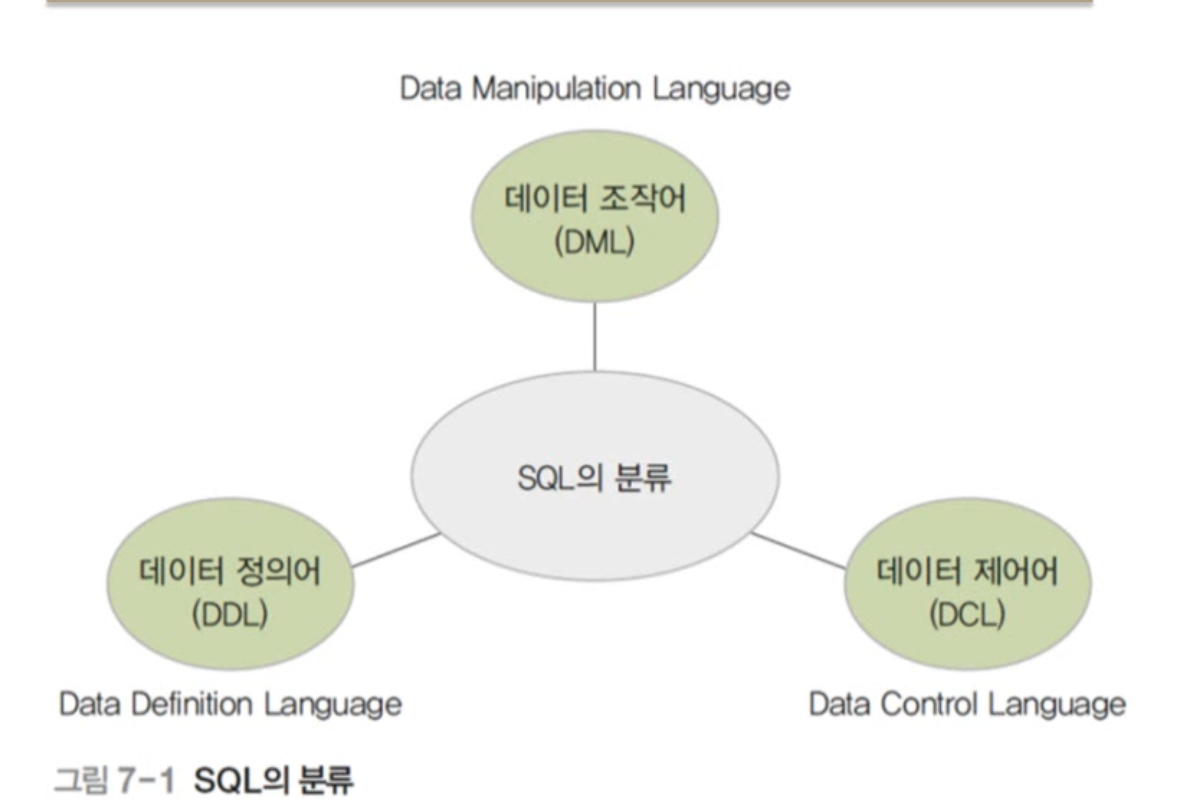 Data Manipulation Language
데이터 조작어
(DML)
SQL의 분류
데이터 정의어
(DDL)
데이터 제어어
(DCL)
Data Definition Language
Data Control Language
그림 7-1 SQL의 분류